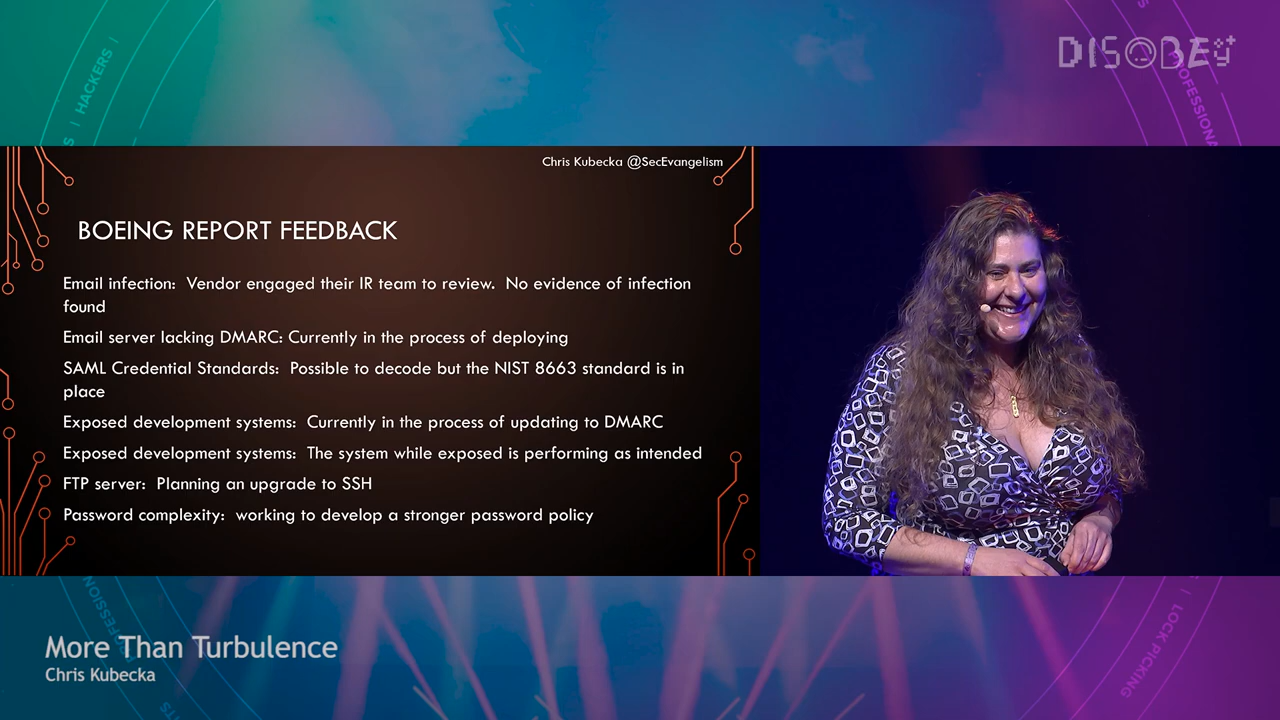 HACKERS |
S |
DISOBEY
PROFESSIONA
Chris Kubecka @SecEvangelism
BOEING REPORT FEEDBACK
Email infection: Vendor engaged their IR team to review. No evidence of infection
found
Email server lacking DMARC: Currently in the process of deploying
SAML Credential Standards: Possible to decode but the NIST 8663 standard is in
place
Exposed development systems: Currently in the process of updating to DMARC
Exposed development systems: The system while exposed is performing as intended
FTP server: Planning an upgrade to SSH
Password complexity: working to develop a stronger password policy
More Than Turbulence
Chris Kubecka
| LOCK PICKING